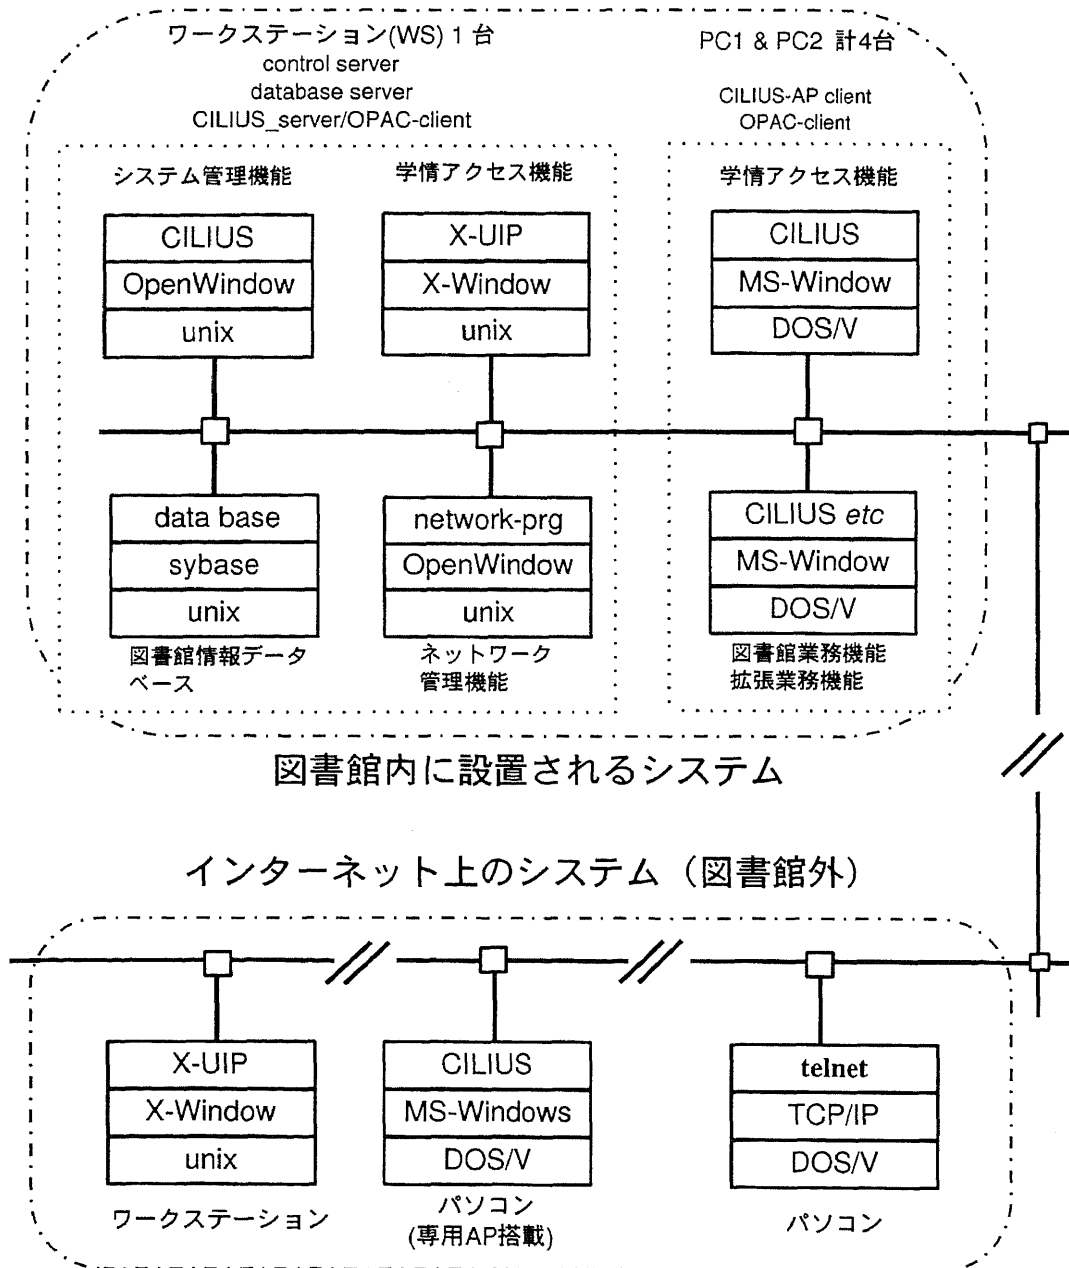 ワークステーション(WS) 1 台
control server
database server
CILIUS_server/OPAC-client
PC1 & PC2 計4台
CILIUS-AP client
OPAC-client
システム管理機能
学情アクセス機能
学情アクセス機能
CILIUS
OpenWindow
unix
X-UIP
X-Window
unix
CILIUS
MS-Window
DOS/V
data base
sybase
unix
図書館情報データ
ベース
network-prg
OpenWindow
unix
ネットワーク
管理機能
CILIUS etc
MS-Window
DOS/V
図書館業務機能
拡張業務機能
図書館内に設置されるシステム
インターネット上のシステム（図書館外）
X-UIP
X-Window
unix
ワークステーション
CILIUS
MS-Windows
DOS/V
パソコン
(専用AP搭載)
telnet
TCP/IP
DOS/V
パソコン